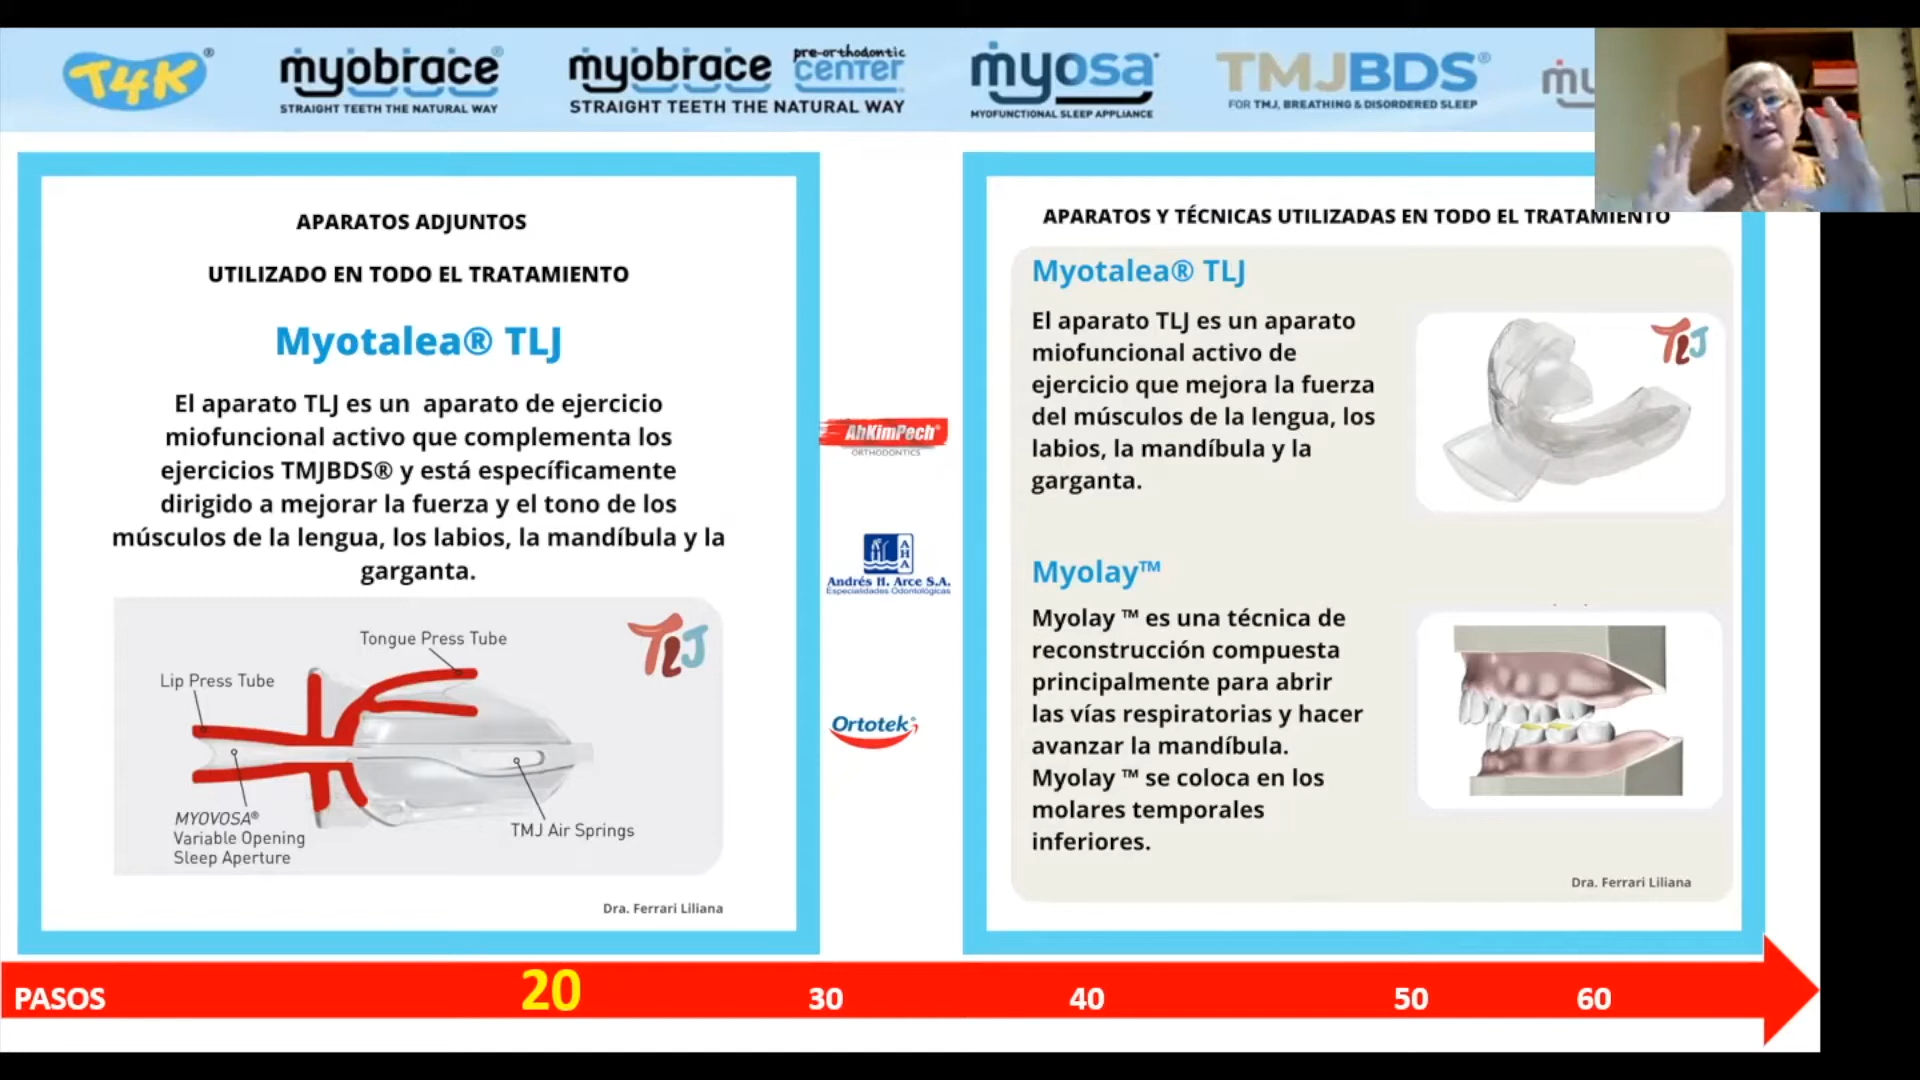 T4K®
myobrace®
STRAIGHT TEETH THE NATURAL WAY
myobrace pre-orthodontic center®
STRAIGHT TEETH THE NATURAL WAY
myosa®
MYOFUNCTIONAL SLEEP APPLIANCE
TMJBDS®
FOR TMJ, BREATHING & DISORDERED SLEEP
APARATOS ADJUNTOS
UTILIZADO EN TODO EL TRATAMIENTO
Myotalea® TLJ
El aparato TLJ es un aparato de ejercicio
miofuncional activo que complementa los
ejercicios TMJBDS® y está específicamente
dirigido a mejorar la fuerza y el tono de los
músculos de la lengua, los labios, la mandíbula y la
garganta.
TLJ
Tongue Press Tube
Lip Press Tube
MYOVOSA®
Variable Opening
Sleep Aperture
TMJ Air Springs
Dra. Ferrari Liliana
AhKimPech®
ORTHODONTICS
AHA
Andrés H. Arce S.A.
Especialidades Odontológicas
Ortotek
APARATOS Y TÉCNICAS UTILIZADAS EN TODO EL TRATAMIENTO
Myotalea® TLJ
El aparato TLJ es un aparato
miofuncional activo de
ejercicio que mejora la fuerza
del músculos de la lengua, los
labios, la mandíbula y la
garganta.
TLJ
Myolay™
Myolay ™ es una técnica de
reconstrucción compuesta
principalmente para abrir
las vías respiratorias y hacer
avanzar la mandíbula.
Myolay ™ se coloca en los
molares temporales
inferiores.
Dra. Ferrari Liliana
PASOS 20 30 40 50 60